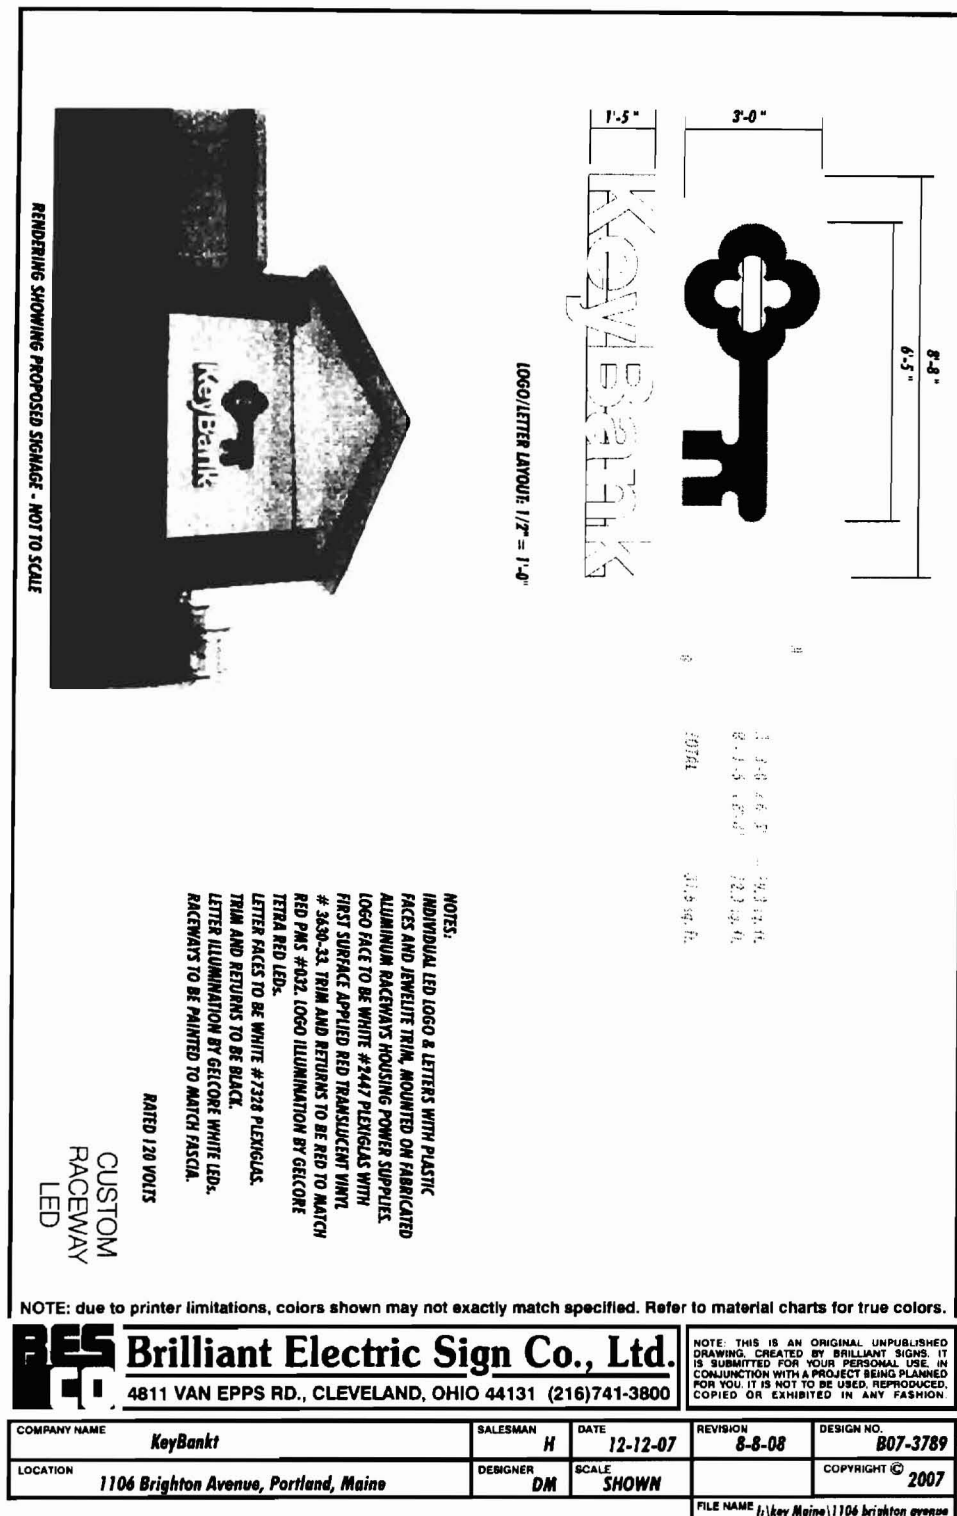 1'-5"
3'-0"
8'-8"
6'-5"
KeyBank
LOGO/LETTER LAYOUT: 1/2" = 1'-0"
KeyBank
RENDERING SHOWING PROPOSED SIGNAGE - NOT TO SCALE
TOTAL
sq. ft.
NOTES:
INDIVIDUAL LED LOGO & LETTERS WITH PLASTIC
FACES AND JEWELITE TRIM, MOUNTED ON FABRICATED
ALUMINUM RACEWAYS HOUSING POWER SUPPLIES.
LOGO FACE TO BE WHITE #2447 PLEXIGLAS WITH
FIRST SURFACE APPLIED RED TRANSLUCENT VINYL
# 3630-33. TRIM AND RETURNS TO BE RED TO MATCH
RED PMS #032. LOGO ILLUMINATION BY GELCORE
TETRA RED LEDs.
LETTER FACES TO BE WHITE #7328 PLEXIGLAS.
TRIM AND RETURNS TO BE BLACK.
LETTER ILLUMINATION BY GELCORE WHITE LEDs.
RACEWAYS TO BE PAINTED TO MATCH FASCIA.
RATED 120 VOLTS
CUSTOM
RACEWAY
LED
NOTE: due to printer limitations, colors shown may not exactly match specified. Refer to material charts for true colors.
BES
CO
Brilliant Electric Sign Co., Ltd.
4811 VAN EPPS RD., CLEVELAND, OHIO 44131 (216)741-3800
NOTE: THIS IS AN ORIGINAL UNPUBLISHED
DRAWING, CREATED BY BRILLIANT SIGNS. IT
IS SUBMITTED FOR YOUR PERSONAL USE, IN
CONJUNCTION WITH A PROJECT BEING PLANNED
FOR YOU. IT IS NOT TO BE USED, REPRODUCED,
COPIED OR EXHIBITED IN ANY FASHION.
COMPANY NAME KeyBankt
SALESMAN H
DATE 12-12-07
REVISION 8-8-08
DESIGN NO. B07-3789
LOCATION 1106 Brighton Avenue, Portland, Maine
DESIGNER DM
SCALE SHOWN
COPYRIGHT © 2007
FILE NAME I:\key Maine\1106 brighton avenue